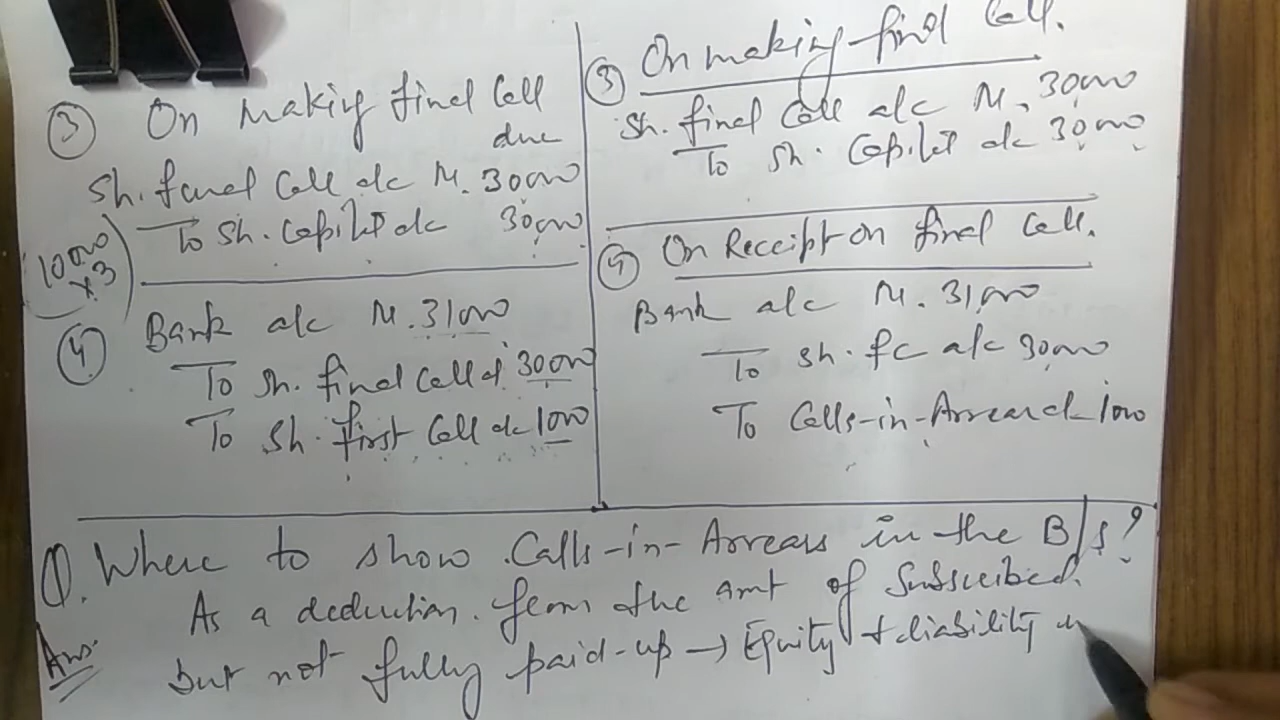 ③ On making final Call
due
Sh. final Call a/c Dr. 30000
To Sh. Capital a/c 30000
(10000
× 3)
④ Bank a/c Dr. 31000
To Sh. final Call a/c 30000
To Sh. first Call a/c 1000
③ On making final Call.
Sh. final Call a/c Dr. 30000
To Sh. Capital a/c 30000
④ On Receipt on final Call.
Bank a/c Dr. 31000
To Sh. fc a/c 30000
To Calls-in-Arrear a/c 1000
Q. Where to show Calls-in-Arrears in the B/S?
Ans. As a deduction from the amt of Subscribed
but not fully paid-up → Equity + liability